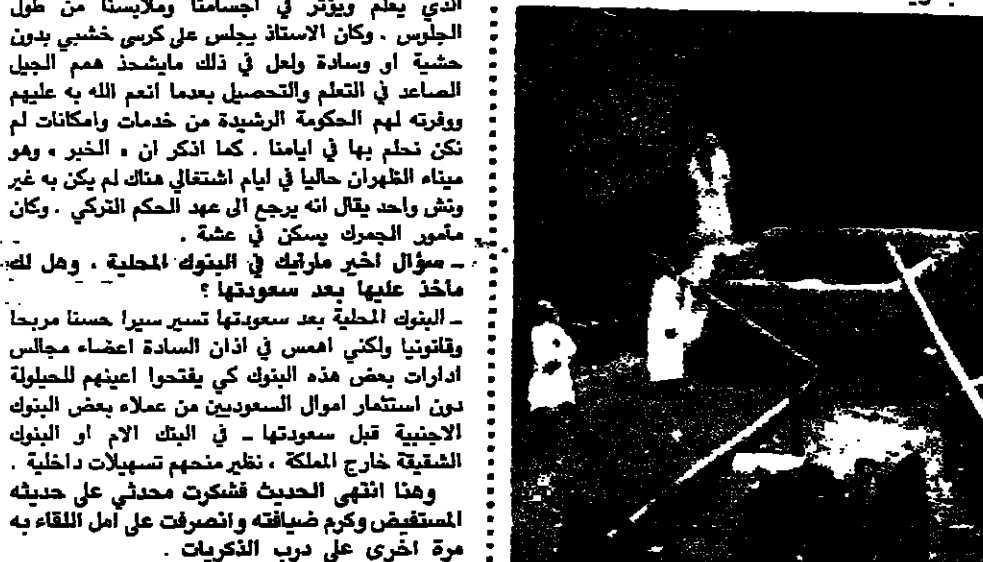 الذي يعلم ويؤثر في اجسامنا وملابسنا من طول
الجلوس . وكان الاستاذ يجلس على كرسى خشبي بدون
حشية او وسادة ولعل في ذلك مايشحذ همم الجيل
الصاعد في التعلم والتحصيل بعدما انعم الله به عليهم
ووفرته لهم الحكومة الرشيدة من خدمات وامكانات لم
نكن نحلم بها في ايامنا . كما اذكر ان « الخبر » وهو
ميناء الظهران حاليا في ايام اشتغالي هناك لم يكن به غير
ونش واحد يقال انه يرجع الى عهد الحكم التركي . وكان
مأمور الجمرك يسكن في عشة .
ـ سؤال اخير مارأيك في البنوك المحلية ، وهل لك
مأخذ عليها بعد سعودتها ؟
ـ البنوك المحلية بعد سعودتها تسير سيرا حسنا مربحا
وقانونيا ولكني اهمس في اذان السادة اعضاء مجالس
ادارات بعض هذه البنوك كي يفتحوا اعينهم للحيلولة
دون استثمار اموال السعوديين من عملاء بعض البنوك
الاجنبية قبل سعودتها ـ في البنك الام او البنوك
الشقيقة خارج المملكة ، نظير منحهم تسهيلات داخلية .
وهنا انتهى الحديث فشكرت محدثي على حديثه
المستفيض وكرم ضيافته وانصرفت على امل اللقاء به
مرة اخرى على درب الذكريات .